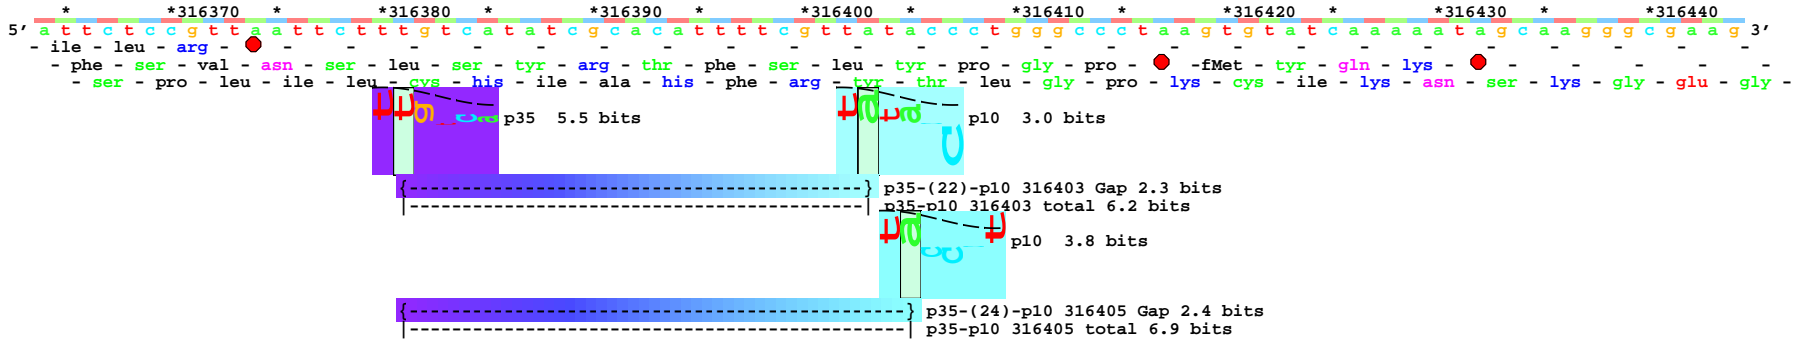 * *316370 * *316380 * *316390 * *316400 * *316410 * *316420 * *316430 * *316440
5' a t t c t c c g t t a a t t c t t t g t c a t a t c g c a c a t t t t c g t t a t a c c c t g g g c c c t a a g t g t a t c a a a a a t a g c a a g g g c g a a g 3'
- ile - leu - arg - - - - - - - - - - - - - - - - - - - - - - - - -
- phe - ser - val - asn - ser - leu - ser - tyr - arg - thr - phe - ser - leu - tyr - pro - gly - pro - -fMet - tyr - gln - lys - - - - - -
- ser - pro - leu - ile - leu - cys - his - ile - ala - his - phe - arg - tyr - thr - leu - gly - pro - lys - cys - ile - lys - asn - ser - lys - gly - glu - gly -
p35 5.5 bits
p10 3.0 bits
{--------------------------------------------} p35-(22)-p10 316403 Gap 2.3 bits
|--------------------------------------------| p35-p10 316403 total 6.2 bits
p10 3.8 bits
{------------------------------------------------} p35-(24)-p10 316405 Gap 2.4 bits
|------------------------------------------------| p35-p10 316405 total 6.9 bits